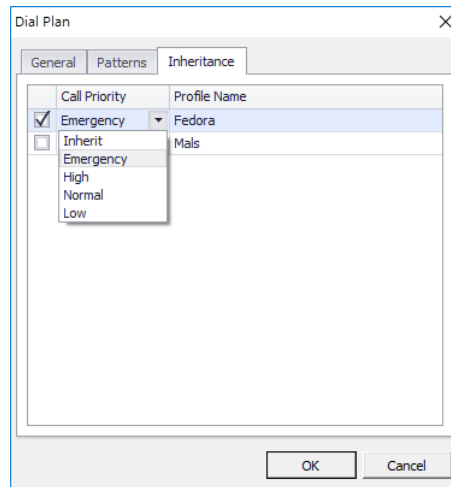 Dial Plan
General Patterns Inheritance
Call Priority Profile Name
Emergency Fedora
Inherit Mals
Emergency
High
Normal
Low
OK Cancel